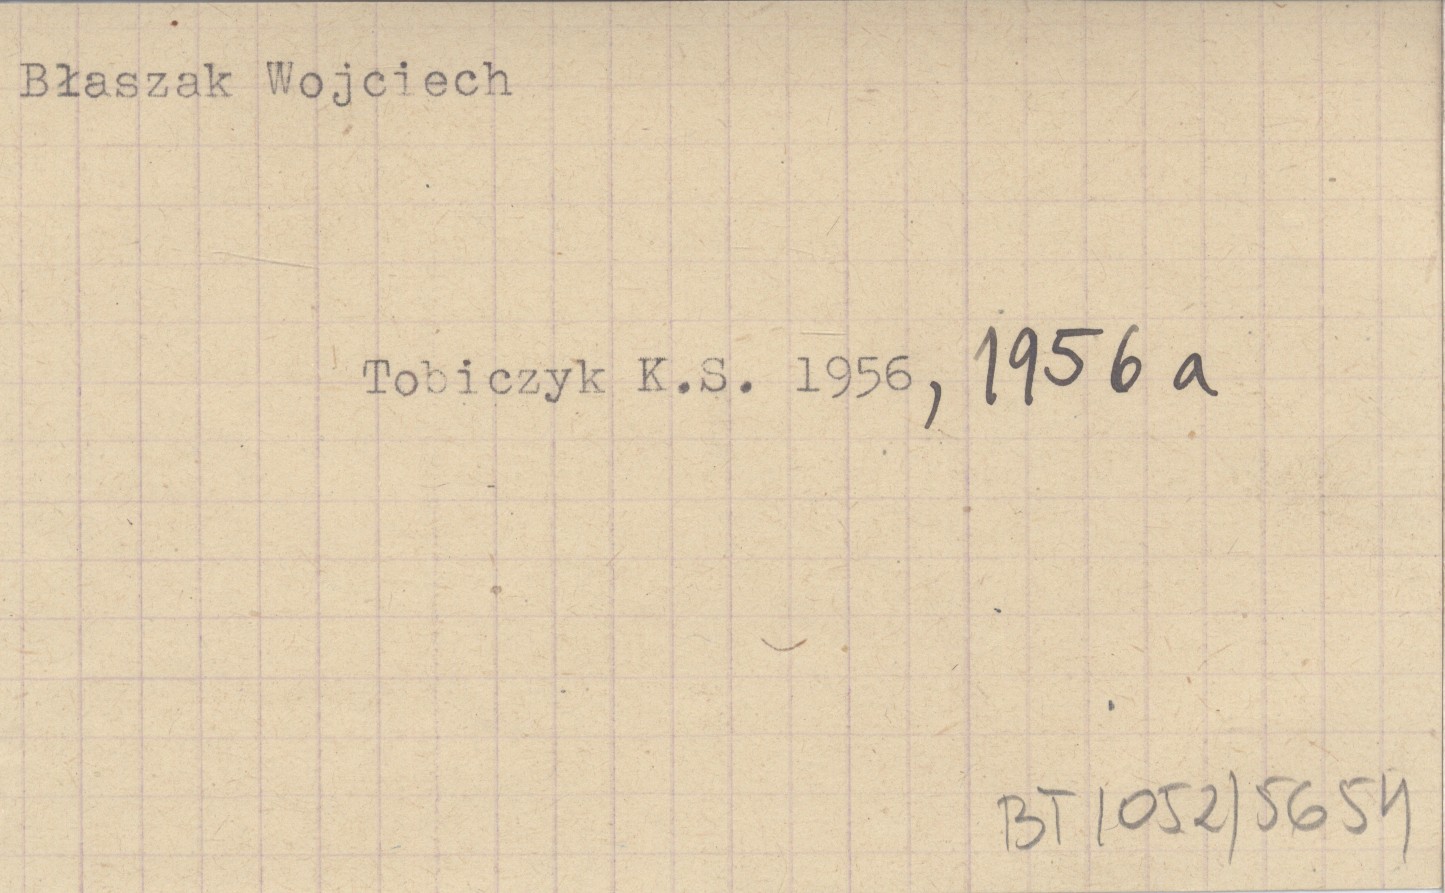 Błaszak Wojciech
Tobiczyk K.S. 1956, 1956 a
BT 1052/5654